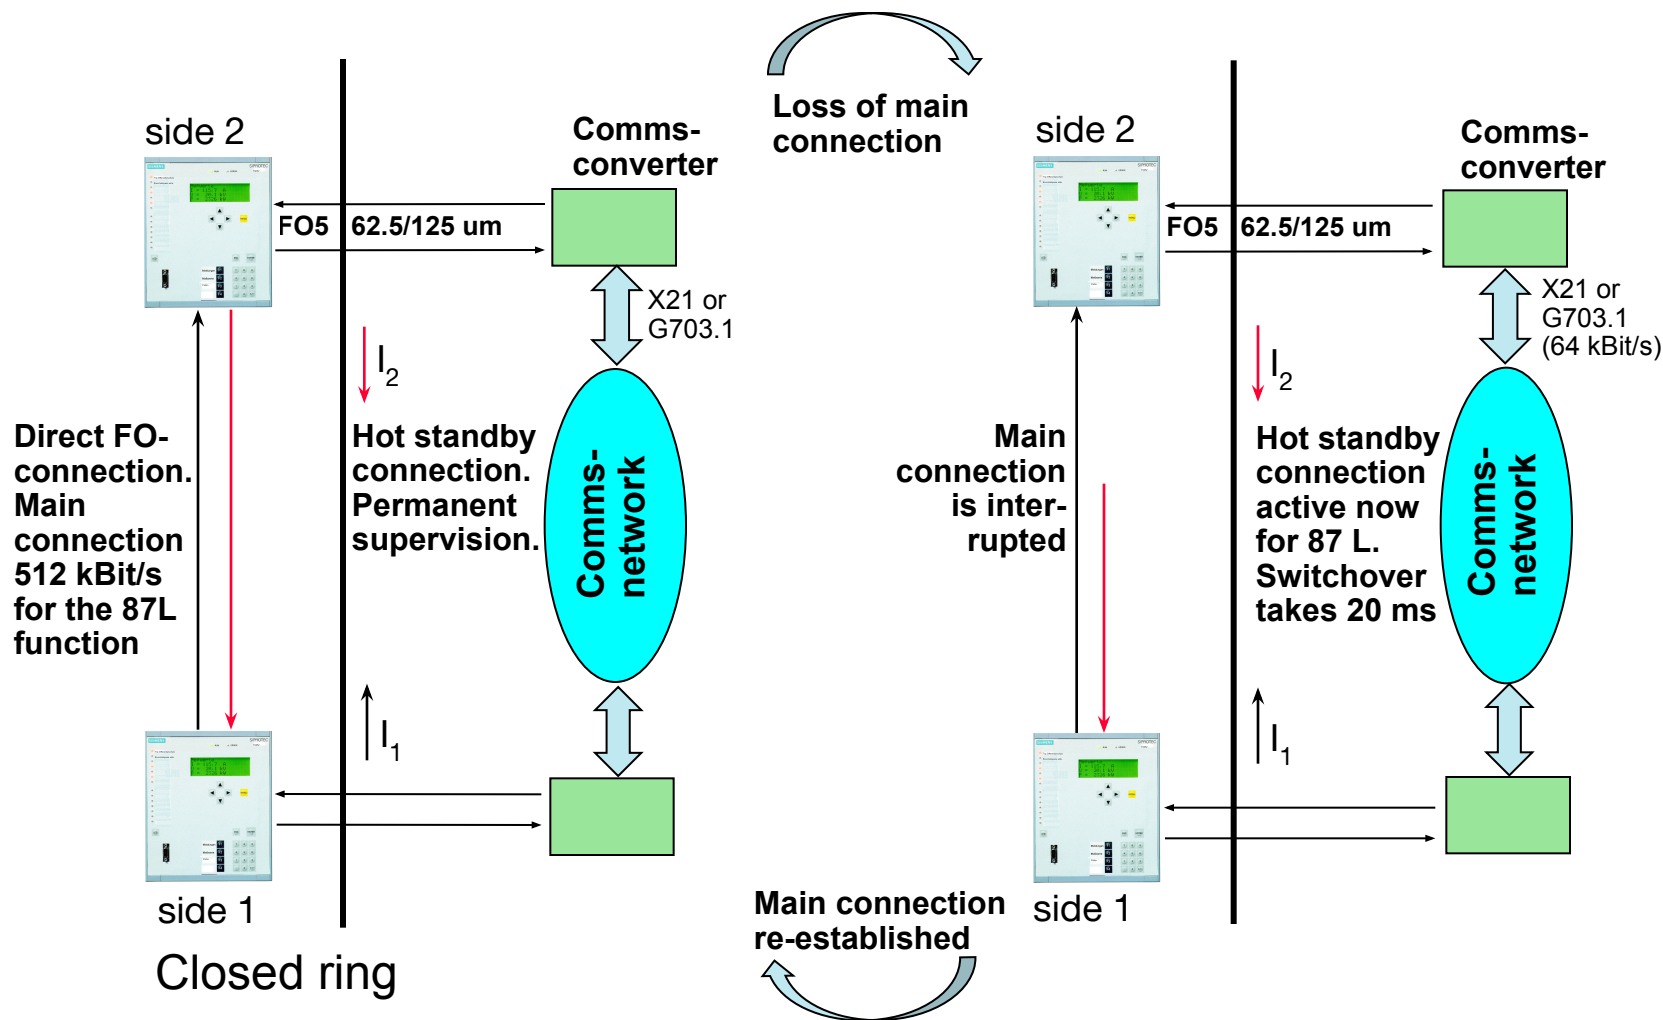 side 2
Comms-
converter
FO5
62.5/125 um
X21 or
G703.1
I2
Direct FO-
connection.
Main
connection
512 kBit/s
for the 87L
function
Hot standby
connection.
Permanent
supervision.
Comms-
network
I1
side 1
Closed ring
Loss of main
connection
Main connection
re-established
side 2
Comms-
converter
FO5
62.5/125 um
X21 or
G703.1
(64 kBit/s)
I2
Main
connection
is inter-
rupted
Hot standby
connection
active now
for 87 L.
Switchover
takes 20 ms
Comms-
network
I1
side 1